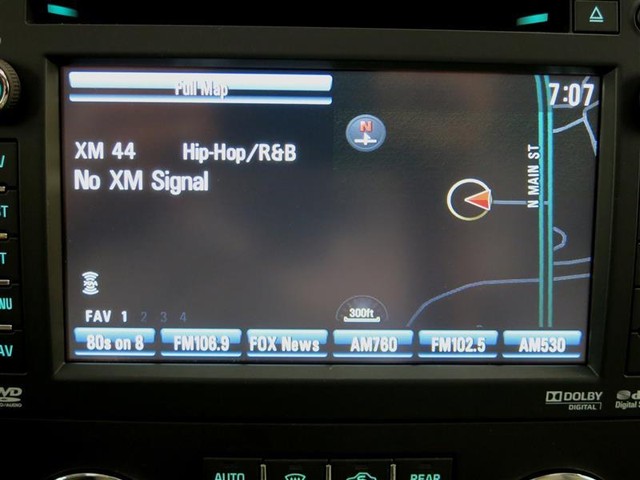 Full Map
7:07
N
XM 44 Hip-Hop/R&B
No XM Signal
N MAIN ST
FAV 1 2 3 4
300ft
80s on 8 FM106.9 FOX News AM760 FM102.5 AM530
DOLBY
DIGITAL
Digital
AUTO REAR